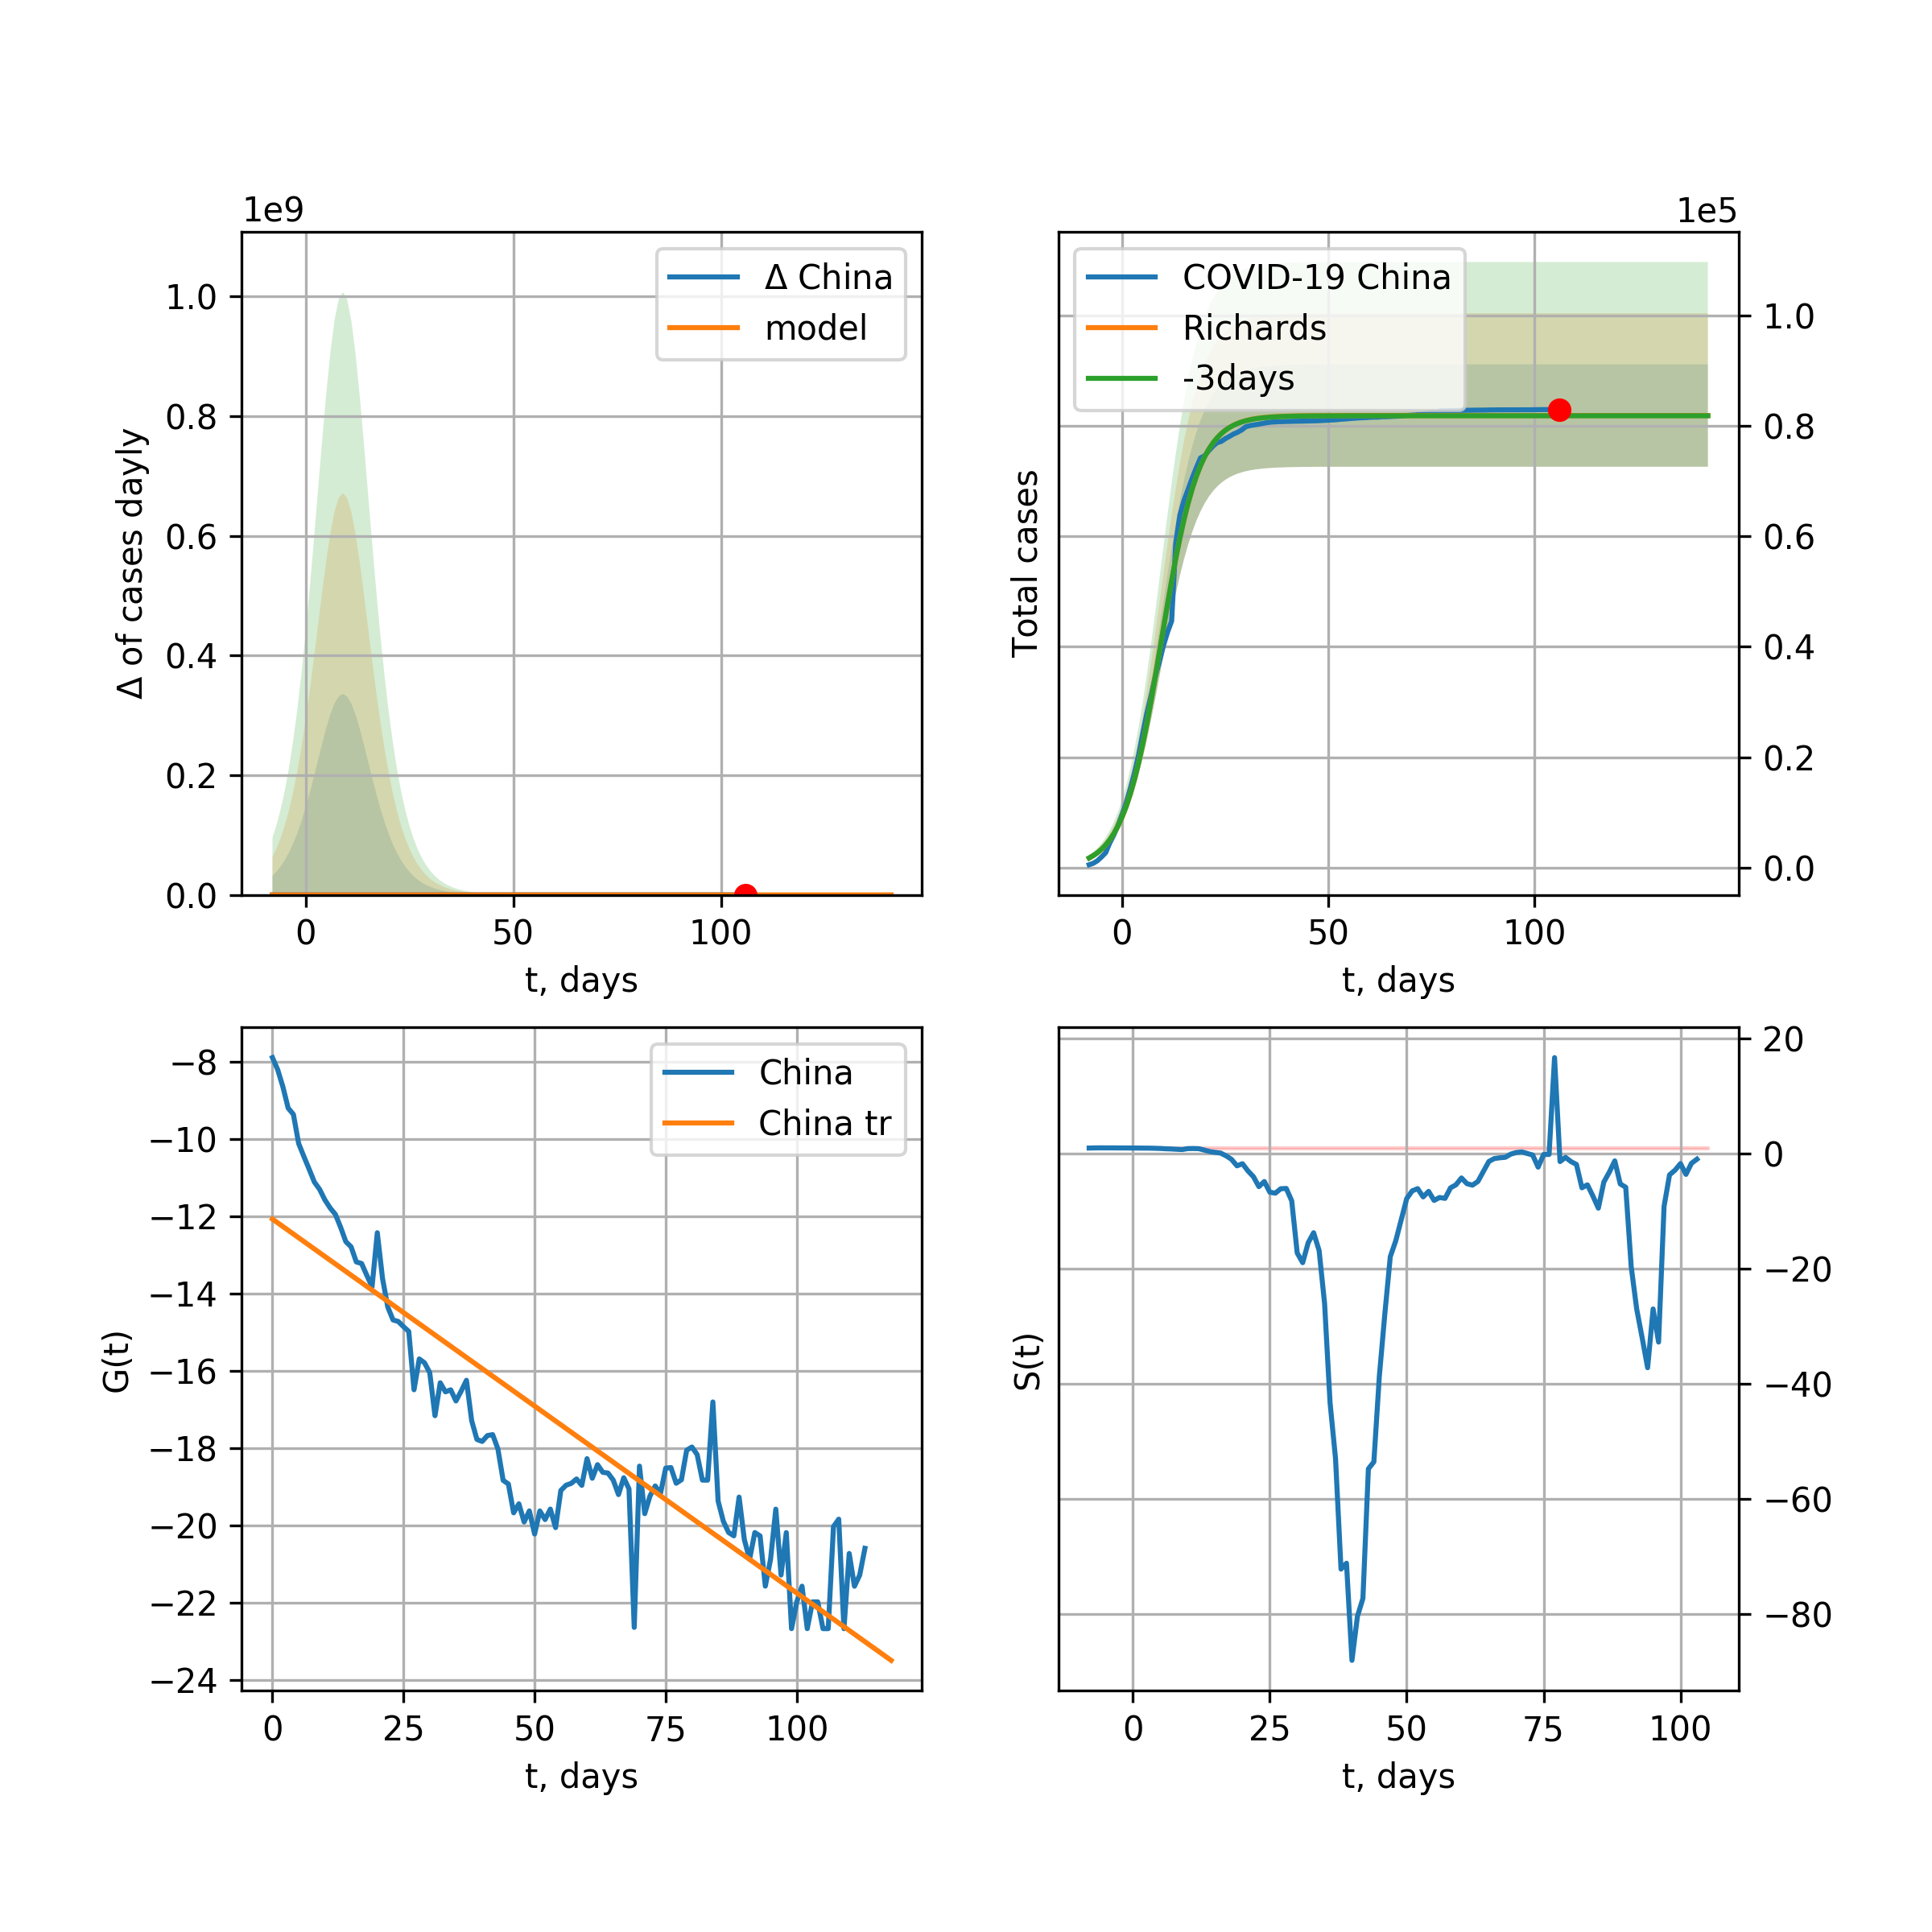 1e9
Δ of cases dayly
1.0
0.8
0.6
0.4
0.2
0.0
0 50 100
t, days
Δ China
model
1e5
Total cases
1.0
0.8
0.6
0.4
0.2
0.0
0 50 100
t, days
COVID-19 China
Richards
-3days
G(t)
−8
−10
−12
−14
−16
−18
−20
−22
−24
0 25 50 75 100
t, days
China
China tr
S(t)
20
0
−20
−40
−60
−80
0 25 50 75 100
t, days